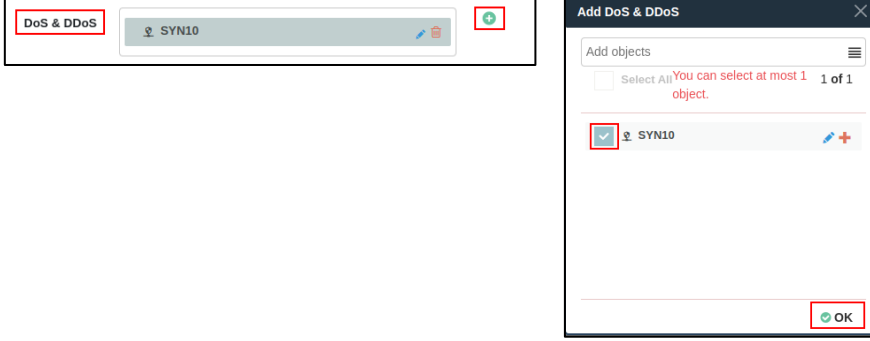 DoS & DDoS
SYN10
Add DoS & DDoS
Add objects
Select All
You can select at most 1
object.
1 of 1
SYN10
OK